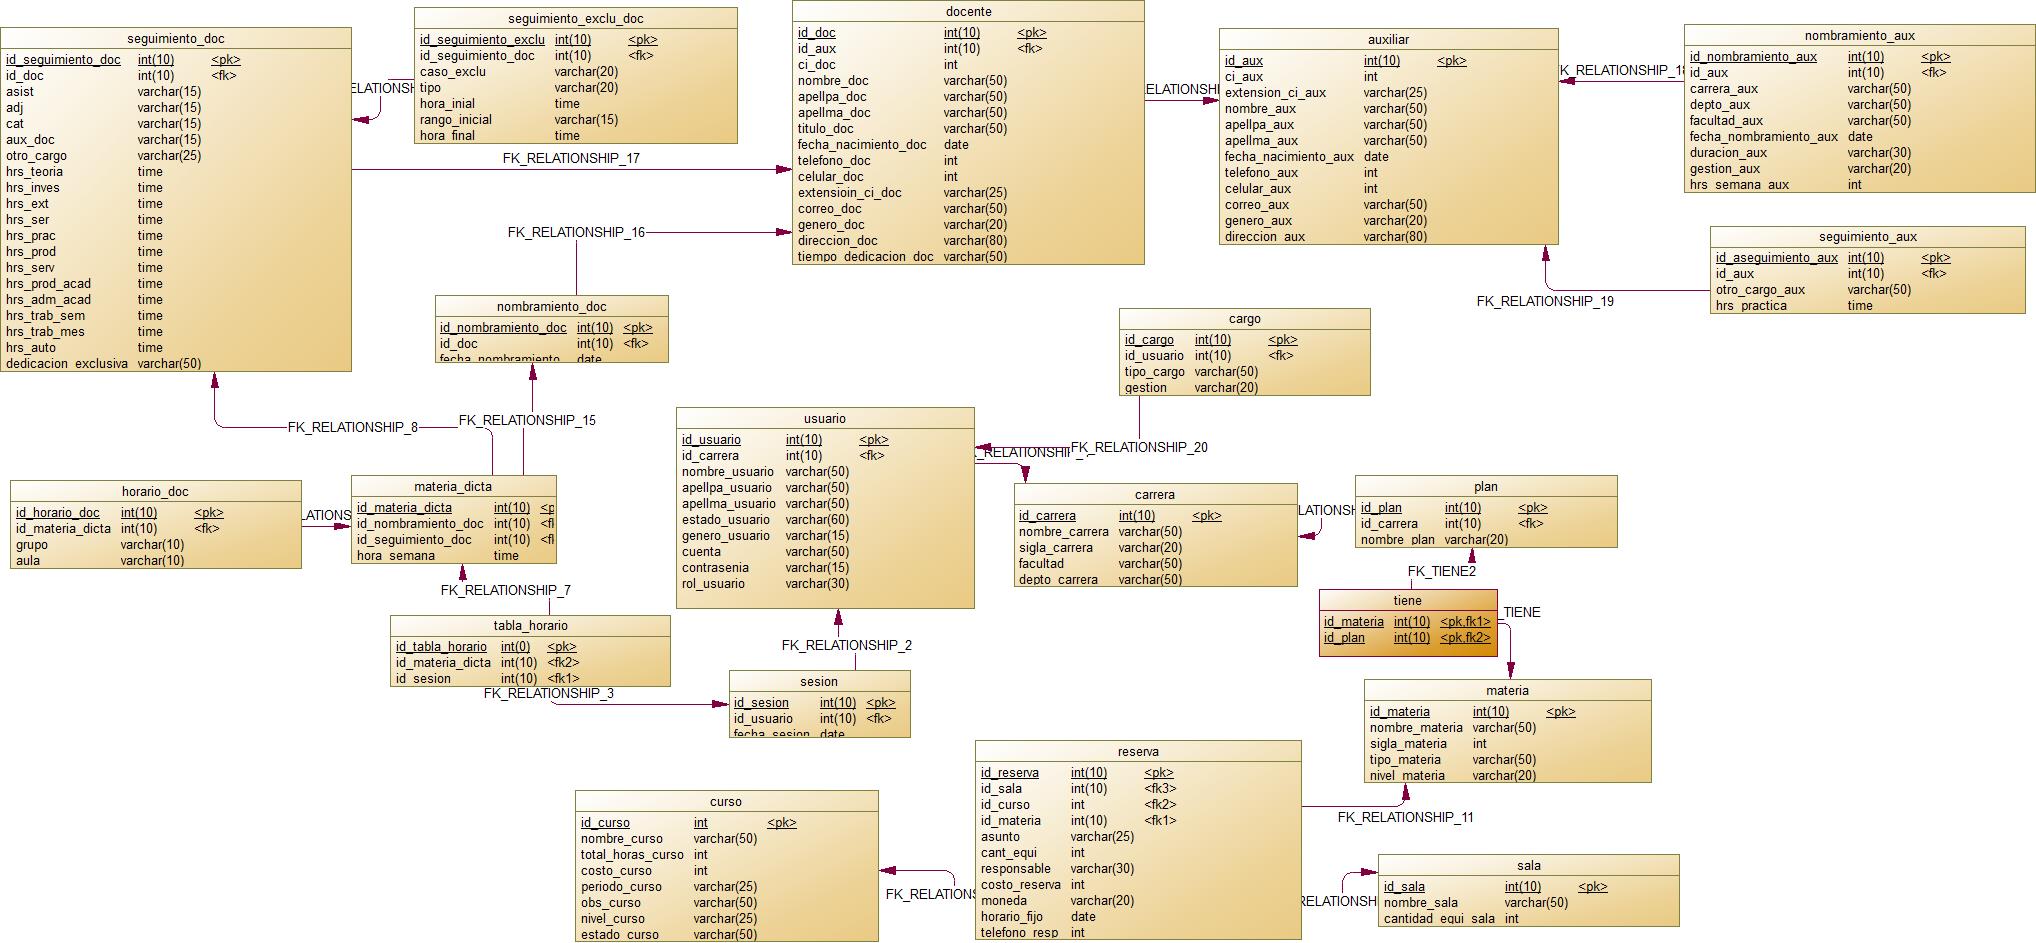 seguimiento_doc
id_seguimiento_doc int(10) <pk>
id_doc int(10) <fk>
asist varchar(15)
adj varchar(15)
cat varchar(15)
aux_doc varchar(15)
otro_cargo varchar(25)
hrs_teoria time
hrs_inves time
hrs_ext time
hrs_ser time
hrs_prac time
hrs_prod time
hrs_serv time
hrs_prod_acad time
hrs_adm_acad time
hrs_trab_sem time
hrs_trab_mes time
hrs_auto time
dedicacion_exclusiva varchar(50)
seguimiento_exclu_doc
id_seguimiento_exclu int(10) <pk>
id_seguimiento_doc int(10) <fk>
caso_exclu varchar(20)
tipo varchar(20)
hora_inial time
rango_inicial varchar(15)
hora_final time
ELATIONSH
FK_RELATIONSHIP_17
FK_RELATIONSHIP_16
docente
id_doc int(10) <pk>
id_aux int(10) <fk>
ci_doc int
nombre_doc varchar(50)
apellpa_doc varchar(50)
apellma_doc varchar(50)
titulo_doc varchar(50)
fecha_nacimiento_doc date
telefono_doc int
celular_doc int
extensioin_ci_doc varchar(25)
correo_doc varchar(50)
genero_doc varchar(20)
direccion_doc varchar(80)
tiempo_dedicacion_doc varchar(50)
ELATIONSHI
auxiliar
id_aux int(10) <pk>
ci_aux int
extension_ci_aux varchar(25)
nombre_aux varchar(50)
apellpa_aux varchar(50)
apellma_aux varchar(50)
fecha_nacimiento_aux date
telefono_aux int
celular_aux int
correo_aux varchar(50)
genero_aux varchar(20)
direccion_aux varchar(80)
K_RELATIONSHIP_18
nombramiento_aux
id_nombramiento_aux int(10) <pk>
id_aux int(10) <fk>
carrera_aux varchar(50)
depto_aux varchar(50)
facultad_aux varchar(50)
fecha_nombramiento_aux date
duracion_aux varchar(30)
gestion_aux varchar(20)
hrs_semana_aux int
seguimiento_aux
id_aseguimiento_aux int(10) <pk>
id_aux int(10) <fk>
otro_cargo_aux varchar(50)
hrs_practica time
FK_RELATIONSHIP_19
nombramiento_doc
id_nombramiento_doc int(10) <pk>
id_doc int(10) <fk>
fecha_nombramiento date
FK_RELATIONSHIP_8
FK_RELATIONSHIP_15
cargo
id_cargo int(10) <pk>
id_usuario int(10) <fk>
tipo_cargo varchar(50)
gestion varchar(20)
FK_RELATIONSHIP_20
K_RELATIONSHIP_
usuario
id_usuario int(10) <pk>
id_carrera int(10) <fk>
nombre_usuario varchar(50)
apellpa_usuario varchar(50)
apellma_usuario varchar(50)
estado_usuario varchar(60)
genero_usuario varchar(15)
cuenta varchar(50)
contrasenia varchar(15)
rol_usuario varchar(30)
horario_doc
id_horario_doc int(10) <pk>
id_materia_dicta int(10) <fk>
grupo varchar(10)
aula varchar(10)
LATIONS
materia_dicta
id_materia_dicta int(10) <p
id_nombramiento_doc int(10) <fl
id_seguimiento_doc int(10) <fl
hora_semana time
carrera
id_carrera int(10) <pk>
nombre_carrera varchar(50)
sigla_carrera varchar(20)
facultad varchar(50)
depto_carrera varchar(50)
LATIONSH
plan
id_plan int(10) <pk>
id_carrera int(10) <fk>
nombre_plan varchar(20)
FK_TIENE2
tiene
id_materia int(10) <pk,fk1>
id_plan int(10) <pk,fk2>
TIENE
FK_RELATIONSHIP_7
tabla_horario
id_tabla_horario int(0) <pk>
id_materia_dicta int(10) <fk2>
id_sesion int(10) <fk1>
FK_RELATIONSHIP_3
FK_RELATIONSHIP_2
sesion
id_sesion int(10) <pk>
id_usuario int(10) <fk>
fecha_sesion date
materia
id_materia int(10) <pk>
nombre_materia varchar(50)
sigla_materia int
tipo_materia varchar(50)
nivel_materia varchar(20)
FK_RELATIONSHIP_11
reserva
id_reserva int(10) <pk>
id_sala int(10) <fk3>
id_curso int <fk2>
id_materia int(10) <fk1>
asunto varchar(25)
cant_equi int
responsable varchar(30)
costo_reserva int
moneda varchar(20)
horario_fijo date
telefono_resp int
curso
id_curso int <pk>
nombre_curso varchar(50)
total_horas_curso int
costo_curso int
periodo_curso varchar(25)
obs_curso varchar(50)
nivel_curso varchar(25)
estado_curso varchar(50)
FK_RELATIONS
RELATIONSH
sala
id_sala int(10) <pk>
nombre_sala varchar(50)
cantidad_equi_sala int